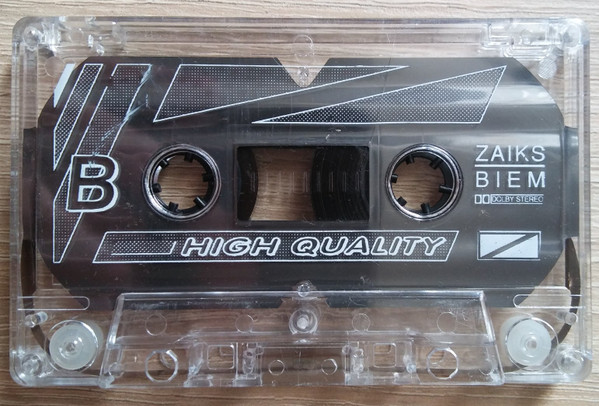 B
ZAIKS
BIEM
DOLBY STEREO
HIGH QUALITY